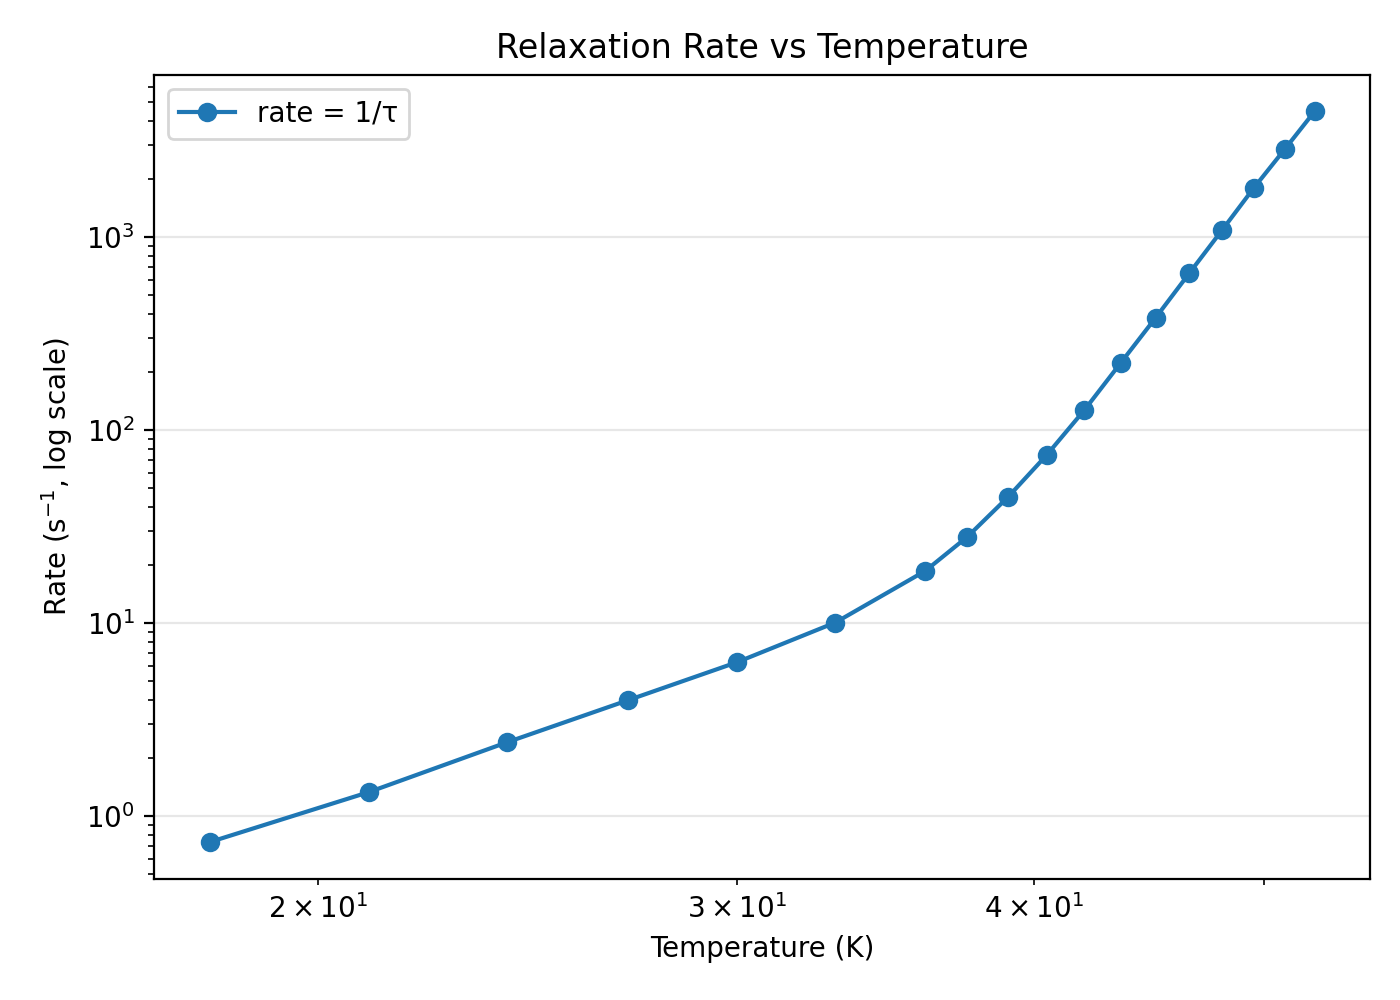 Relaxation Rate vs Temperature
rate = 1/τ
10³
10²
10¹
10⁰
Rate (s⁻¹, log scale)
2 × 10¹
3 × 10¹
4 × 10¹
Temperature (K)